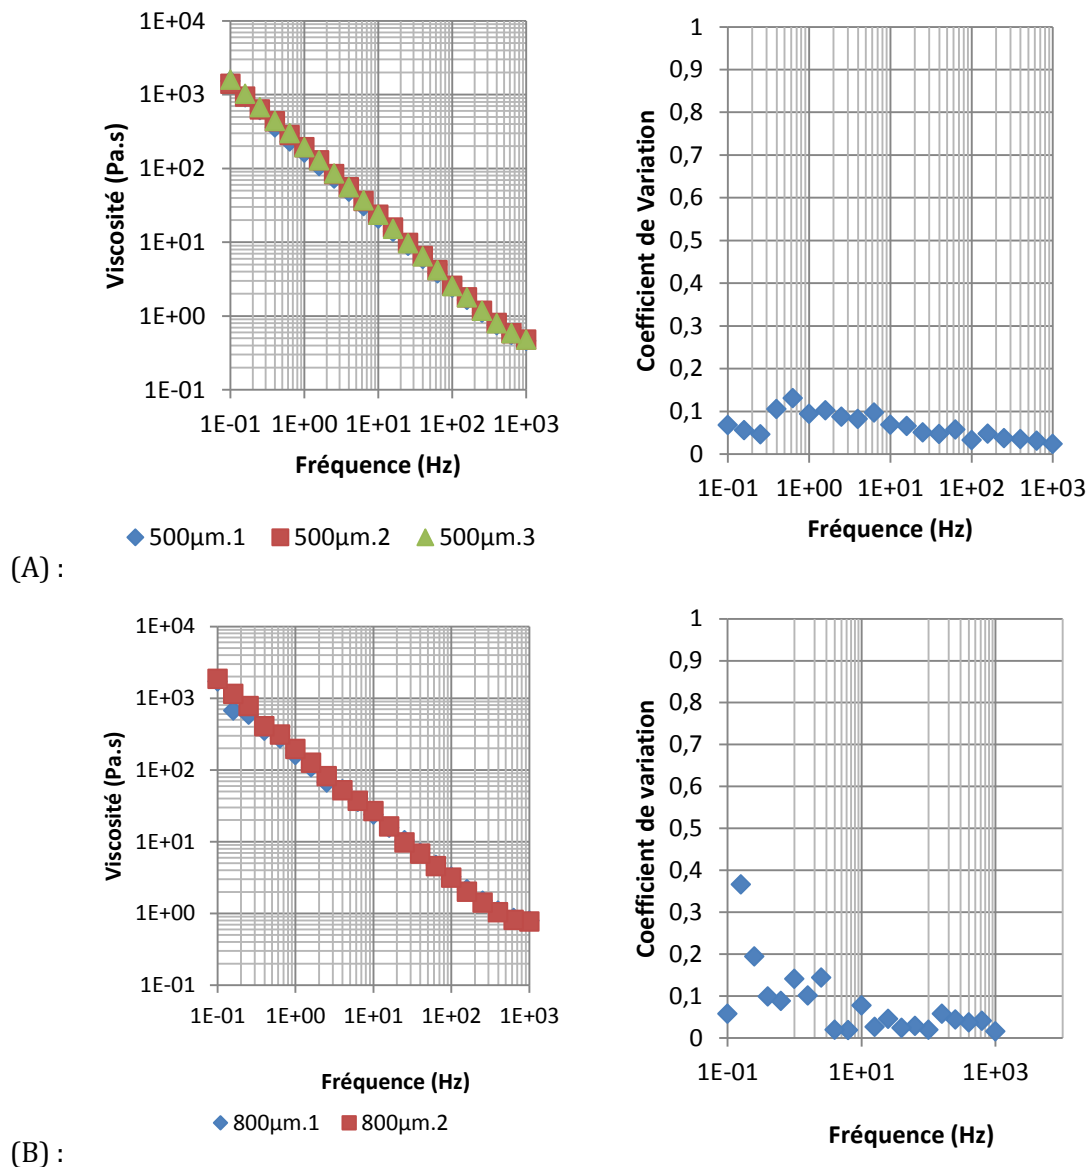 1E+04
1E+03
1E+02
1E+01
1E+00
1E-01
Viscosité (Pa.s)
1E-01 1E+00 1E+01 1E+02 1E+03
Fréquence (Hz)
500µm.1 500µm.2 500µm.3
1
0,9
0,8
0,7
0,6
0,5
0,4
0,3
0,2
0,1
0
Coefficient de Variation
1E-01 1E+00 1E+01 1E+02 1E+03
Fréquence (Hz)
(A) :
1E+04
1E+03
1E+02
1E+01
1E+00
1E-01
Viscosité (Pa.s)
1E-01 1E+00 1E+01 1E+02 1E+03
Fréquence (Hz)
800µm.1 800µm.2
1
0,9
0,8
0,7
0,6
0,5
0,4
0,3
0,2
0,1
0
Coefficient de variation
1E-01 1E+01 1E+03
Fréquence (Hz)
(B) :